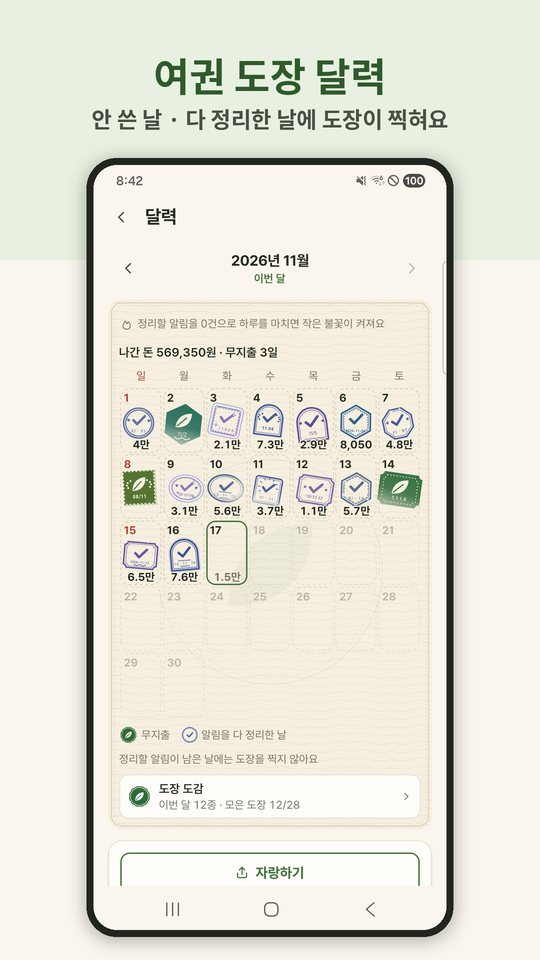 여권 도장 달력
안 쓴 날 · 다 정리한 날에 도장이 찍혀요
8:42
100
달력
2026년 11월
이번 달
정리할 알림을 0건으로 하루를 마치면 작은 불꽃이 켜져요
나간 돈 569,350원 · 무지출 3일
일 월 화 수 목 금 토
1 2 3 4 5 6 7
11.04
4만 2.1만 7.3만 2.9만 8,050 4.8만
8 9 10 11 12 13 14
08/11
3.1만 5.6만 3.7만 1.1만 5.7만
15 16 17 18 19 20 21
6.5만 7.6만 1.5만
22 23 24 25 26 27 28
29 30
무지출 알림을 다 정리한 날
정리할 알림이 남은 날에는 도장을 찍지 않아요
도장 도감
이번 달 12종 · 모은 도장 12/28
자랑하기